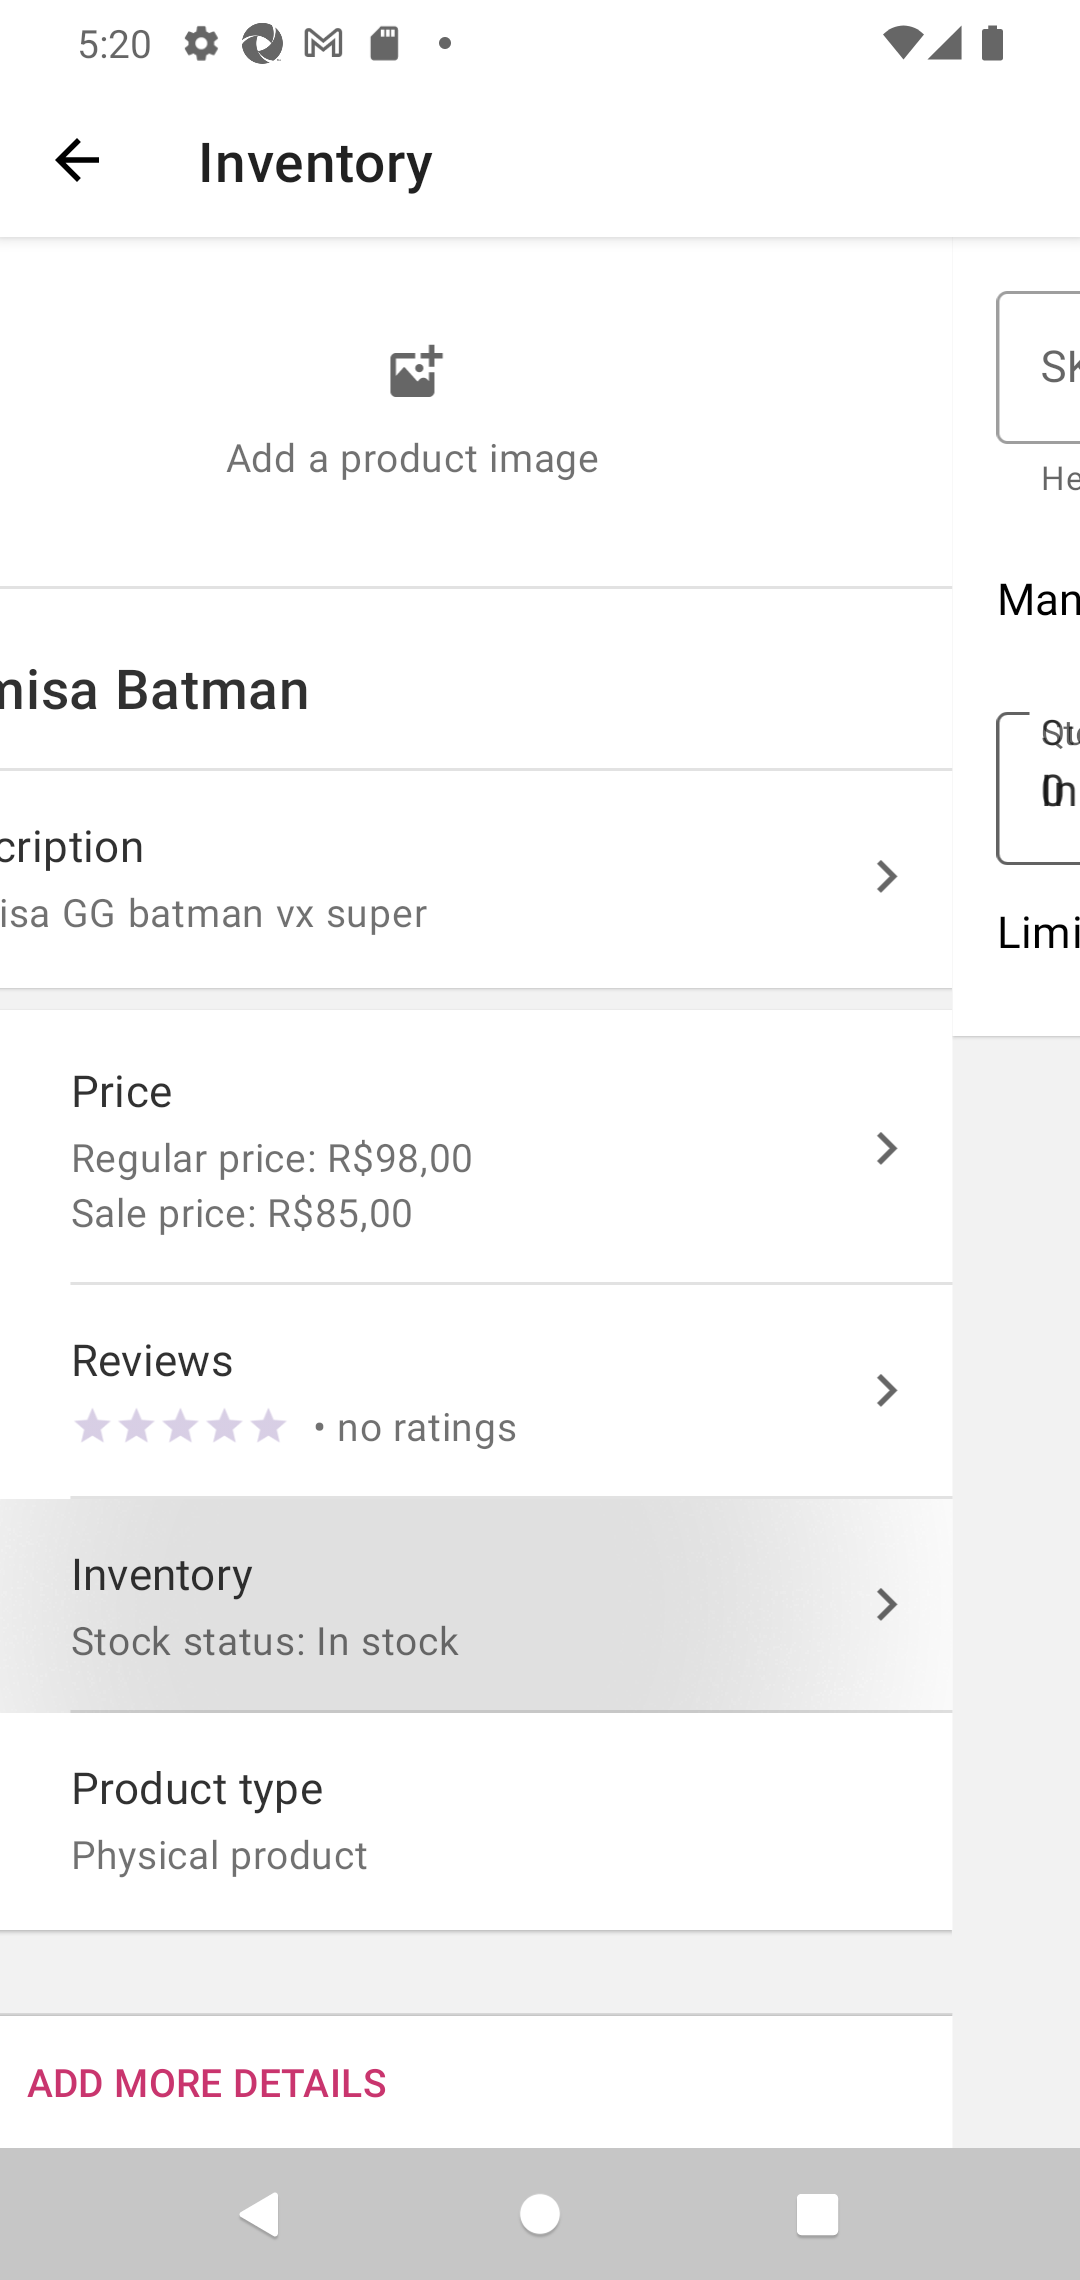 5:20
Inventory
Add a product image
misa Batman
cription
isa GG batman vx super
Price
Regular price: R$98,00
Sale price: R$85,00
Reviews
• no ratings
Inventory
Stock status: In stock
Product type
Physical product
ADD MORE DETAILS
SK
He
Man
Limi